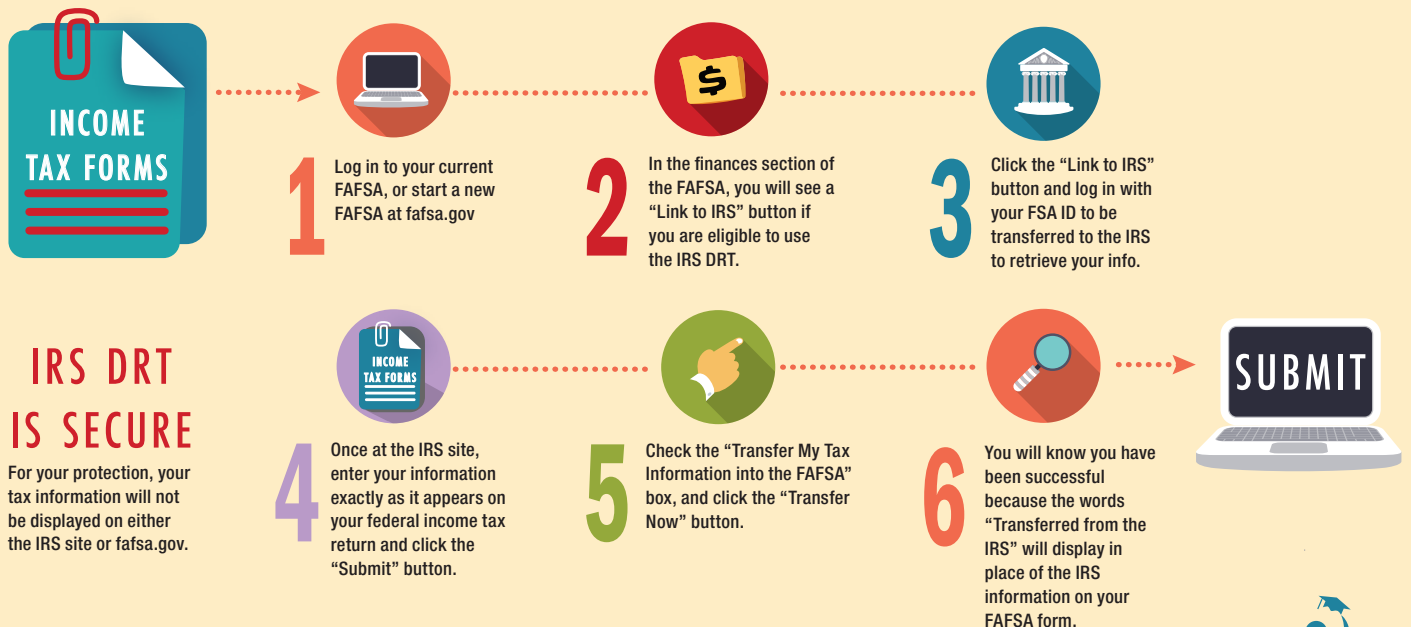 INCOME
TAX FORMS
1
Log in to your current
FAFSA, or start a new
FAFSA at fafsa.gov
2
In the finances section of
the FAFSA, you will see a
“Link to IRS” button if
you are eligible to use
the IRS DRT.
3
Click the “Link to IRS”
button and log in with
your FSA ID to be
transferred to the IRS
to retrieve your info.
IRS DRT
IS SECURE
For your protection, your
tax information will not
be displayed on either
the IRS site or fafsa.gov.
INCOME
TAX FORMS
4
Once at the IRS site,
enter your information
exactly as it appears on
your federal income tax
return and click the
“Submit” button.
5
Check the “Transfer My Tax
Information into the FAFSA”
box, and click the “Transfer
Now” button.
6
You will know you have
been successful
because the words
“Transferred from the
IRS” will display in
place of the IRS
information on your
FAFSA form.
SUBMIT